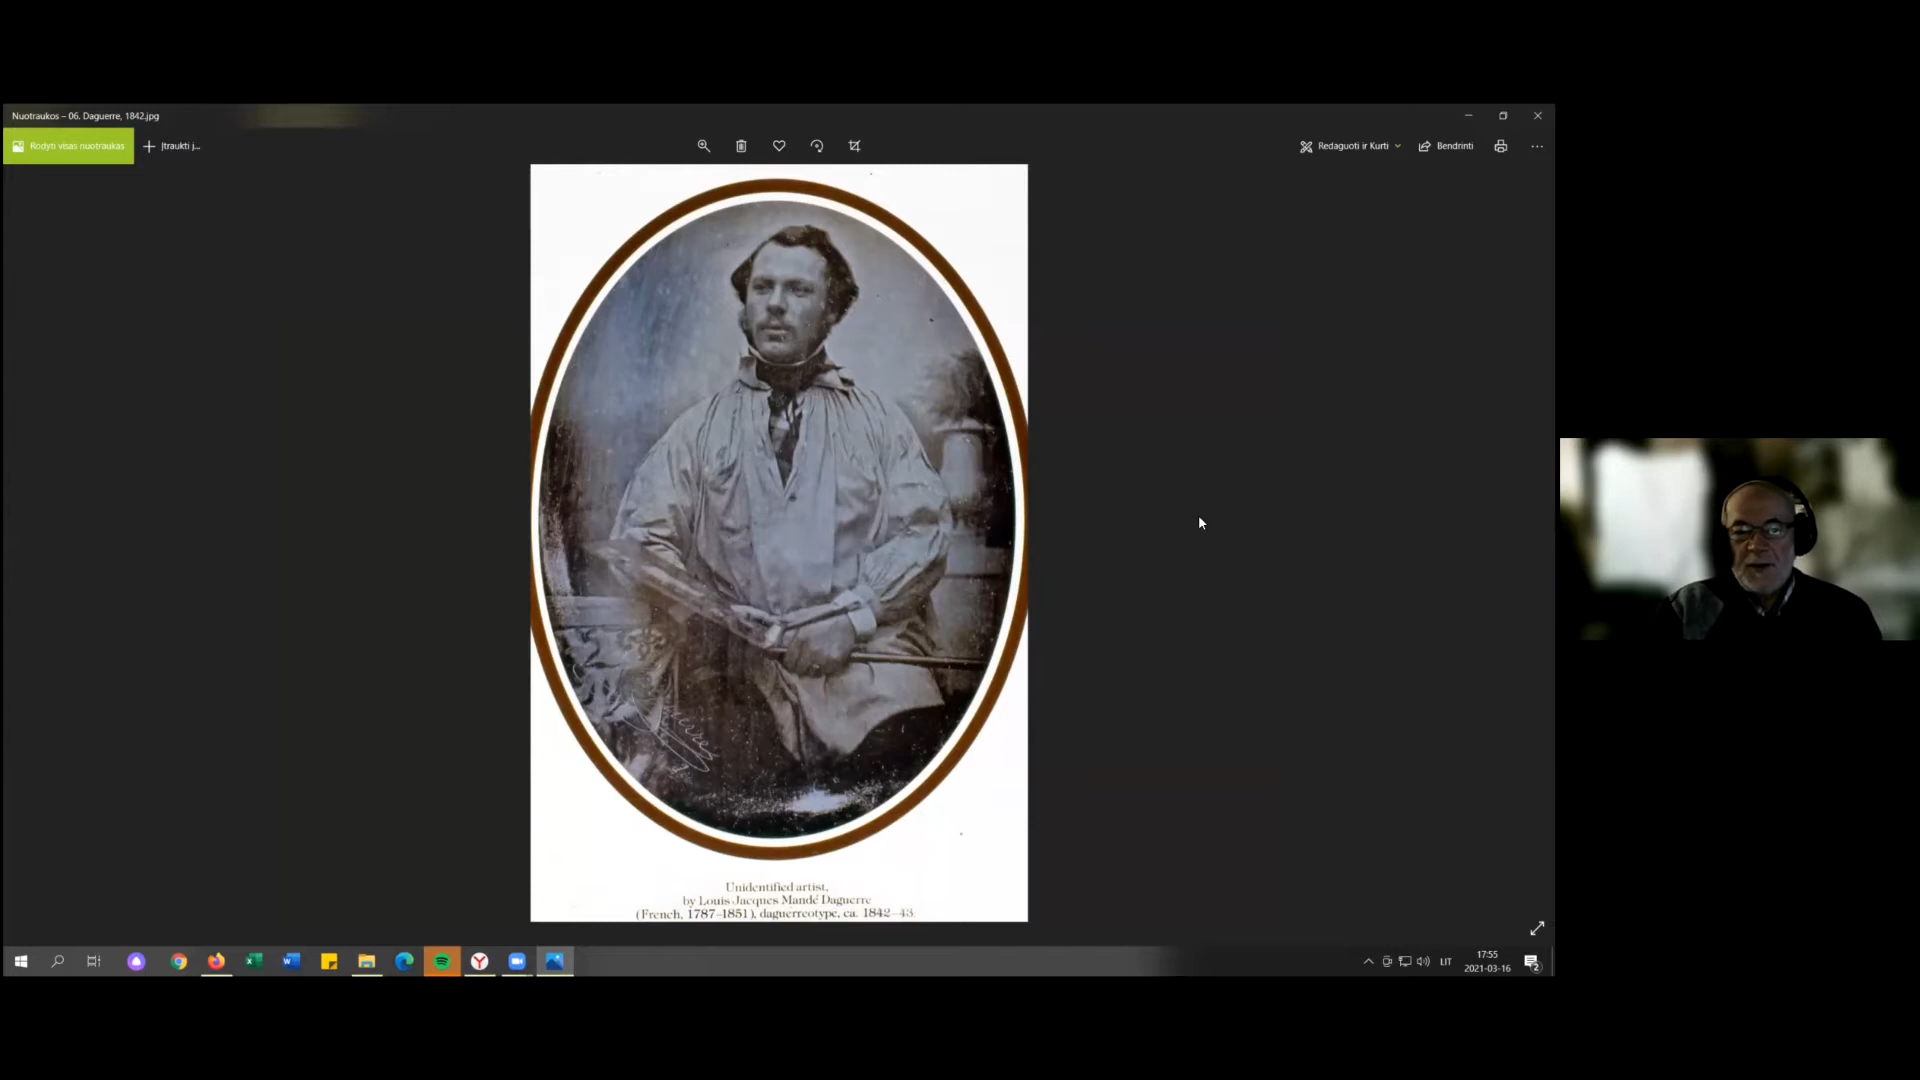 Nuotraukos – 06. Daguerre, 1842.jpg
Rodyti visas nuotraukas
Įtraukti į...
Redaguoti ir Kurti
Bendrinti
Unidentified artist,
by Louis Jacques Mandé Daguerre
(French, 1787–1851), daguerreotype, ca. 1842–43
LIT
17:55
2021-03-16
2